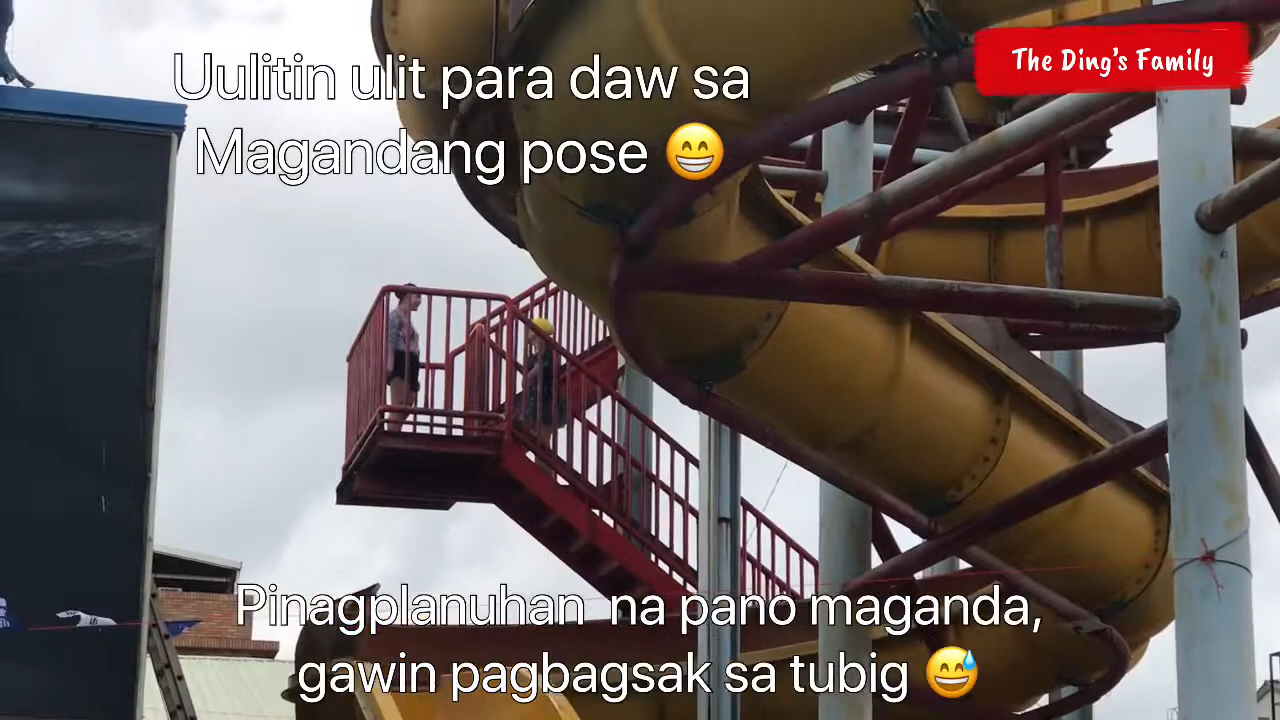 Uulitin ulit para daw sa
Magandang pose 😁
The Ding's Family
Pinagplanuhan na pano maganda,
gawin pagbagsak sa tubig 😅